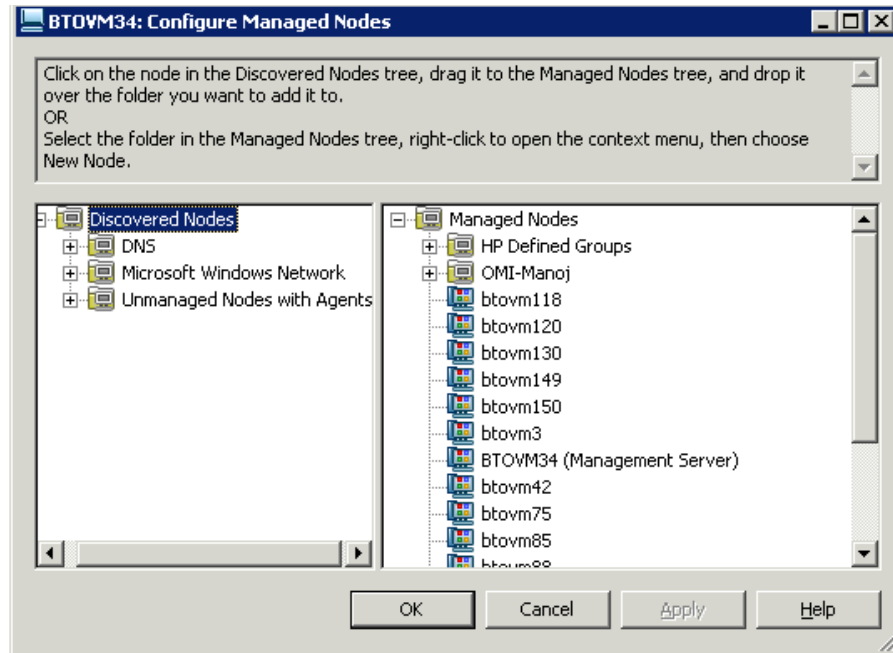 BTOVM34: Configure Managed Nodes
Click on the node in the Discovered Nodes tree, drag it to the Managed Nodes tree, and drop it
over the folder you want to add it to.
OR
Select the folder in the Managed Nodes tree, right-click to open the context menu, then choose
New Node.
Discovered Nodes
DNS
Microsoft Windows Network
Unmanaged Nodes with Agents
Managed Nodes
HP Defined Groups
OMI-Manoj
btovm118
btovm120
btovm130
btovm149
btovm150
btovm3
BTOVM34 (Management Server)
btovm42
btovm75
btovm85
OK
Cancel
Apply
Help